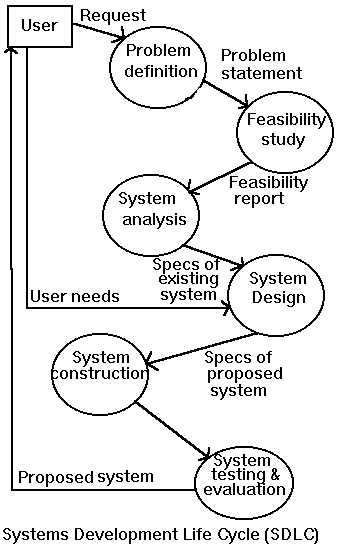 User
Request
Problem
definition
Problem
statement
Feasibility
study
Feasibility
report
System
analysis
Specs of
existing
system
System
Design
User needs
System
construction
Specs of
proposed
system
System
testing &
evaluation
Proposed system
Systems Development Life Cycle (SDLC)